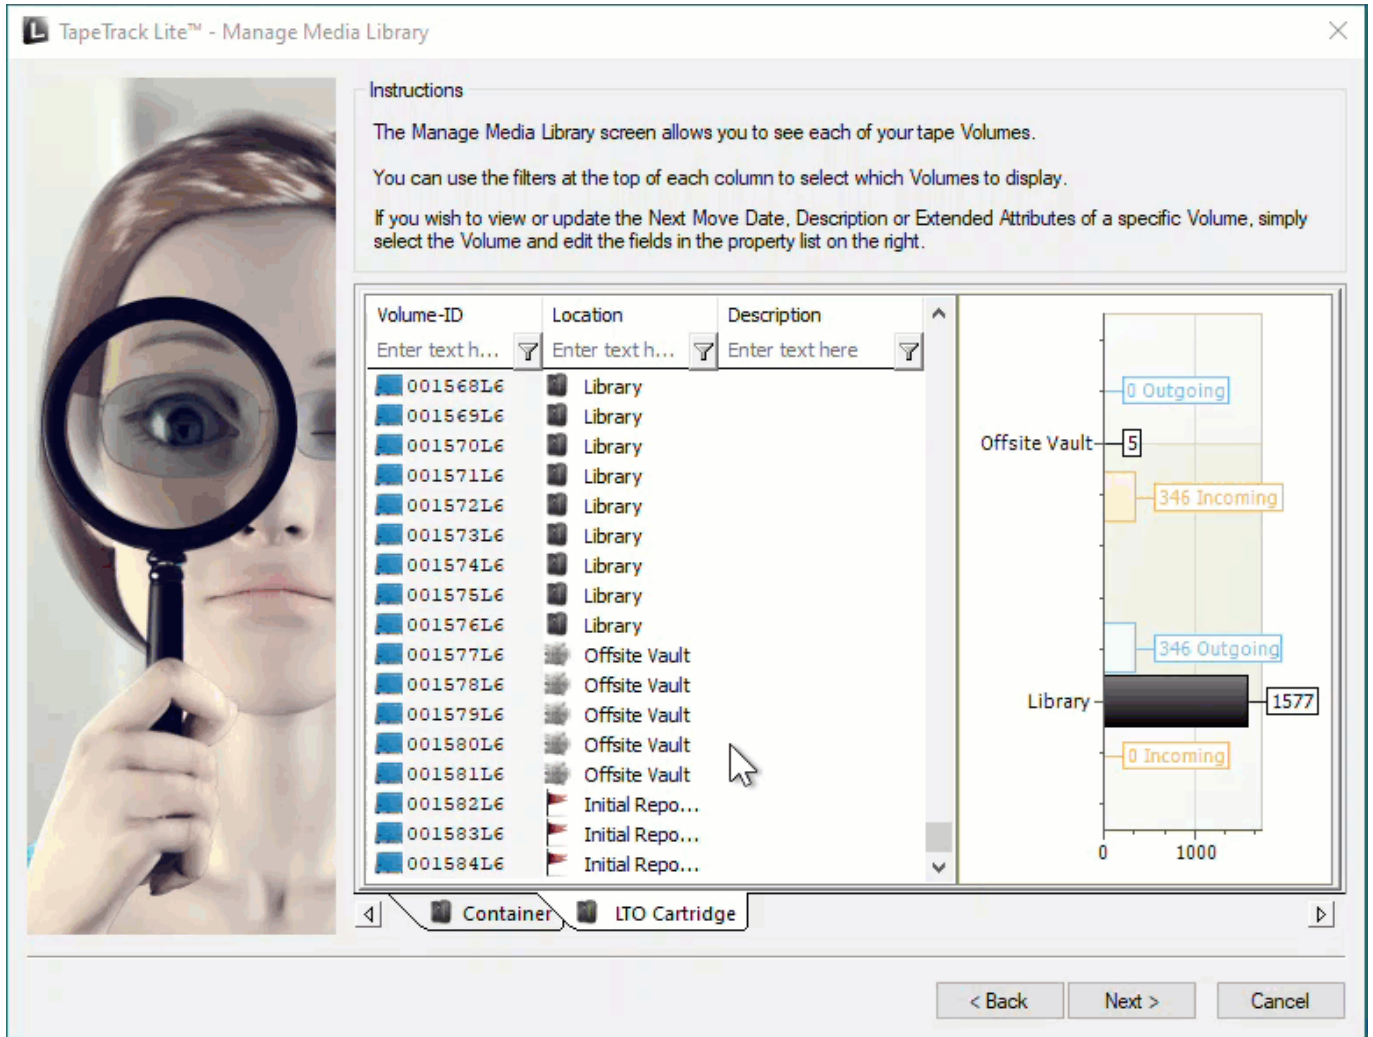 TapeTrack Lite™ - Manage Media Library
Instructions
The Manage Media Library screen allows you to see each of your tape Volumes.
You can use the filters at the top of each column to select which Volumes to display.
If you wish to view or update the Next Move Date, Description or Extended Attributes of a specific Volume, simply
select the Volume and edit the fields in the property list on the right.
Volume-ID Location Description
Enter text h... Enter text h... Enter text here
001568L6 Library
001569L6 Library
001570L6 Library
001571L6 Library
001572L6 Library
001573L6 Library
001574L6 Library
001575L6 Library
001576L6 Library
001577L6 Offsite Vault
001578L6 Offsite Vault
001579L6 Offsite Vault
001580L6 Offsite Vault
001581L6 Offsite Vault
001582L6 Initial Repo...
001583L6 Initial Repo...
001584L6 Initial Repo...
0 Outgoing
Offsite Vault 5
346 Incoming
346 Outgoing
Library 1577
0 Incoming
0 1000
Container LTO Cartridge
< Back Next > Cancel